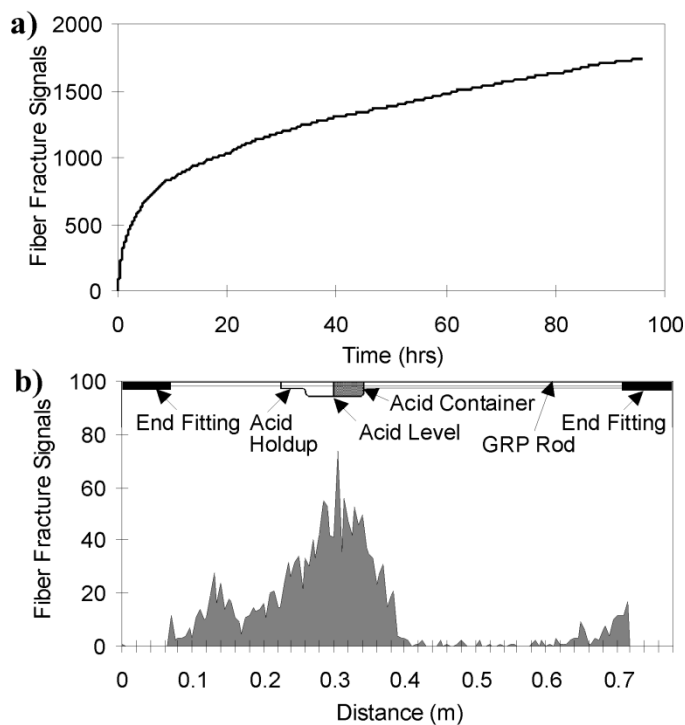 a)
Fiber Fracture Signals
2000
1500
1000
500
0
0 20 40 60 80 100
Time (hrs)
b)
Fiber Fracture Signals
100
80
60
40
20
0
End Fitting
Acid
Holdup
Acid Level
Acid Container
GRP Rod
End Fitting
0 0.1 0.2 0.3 0.4 0.5 0.6 0.7
Distance (m)